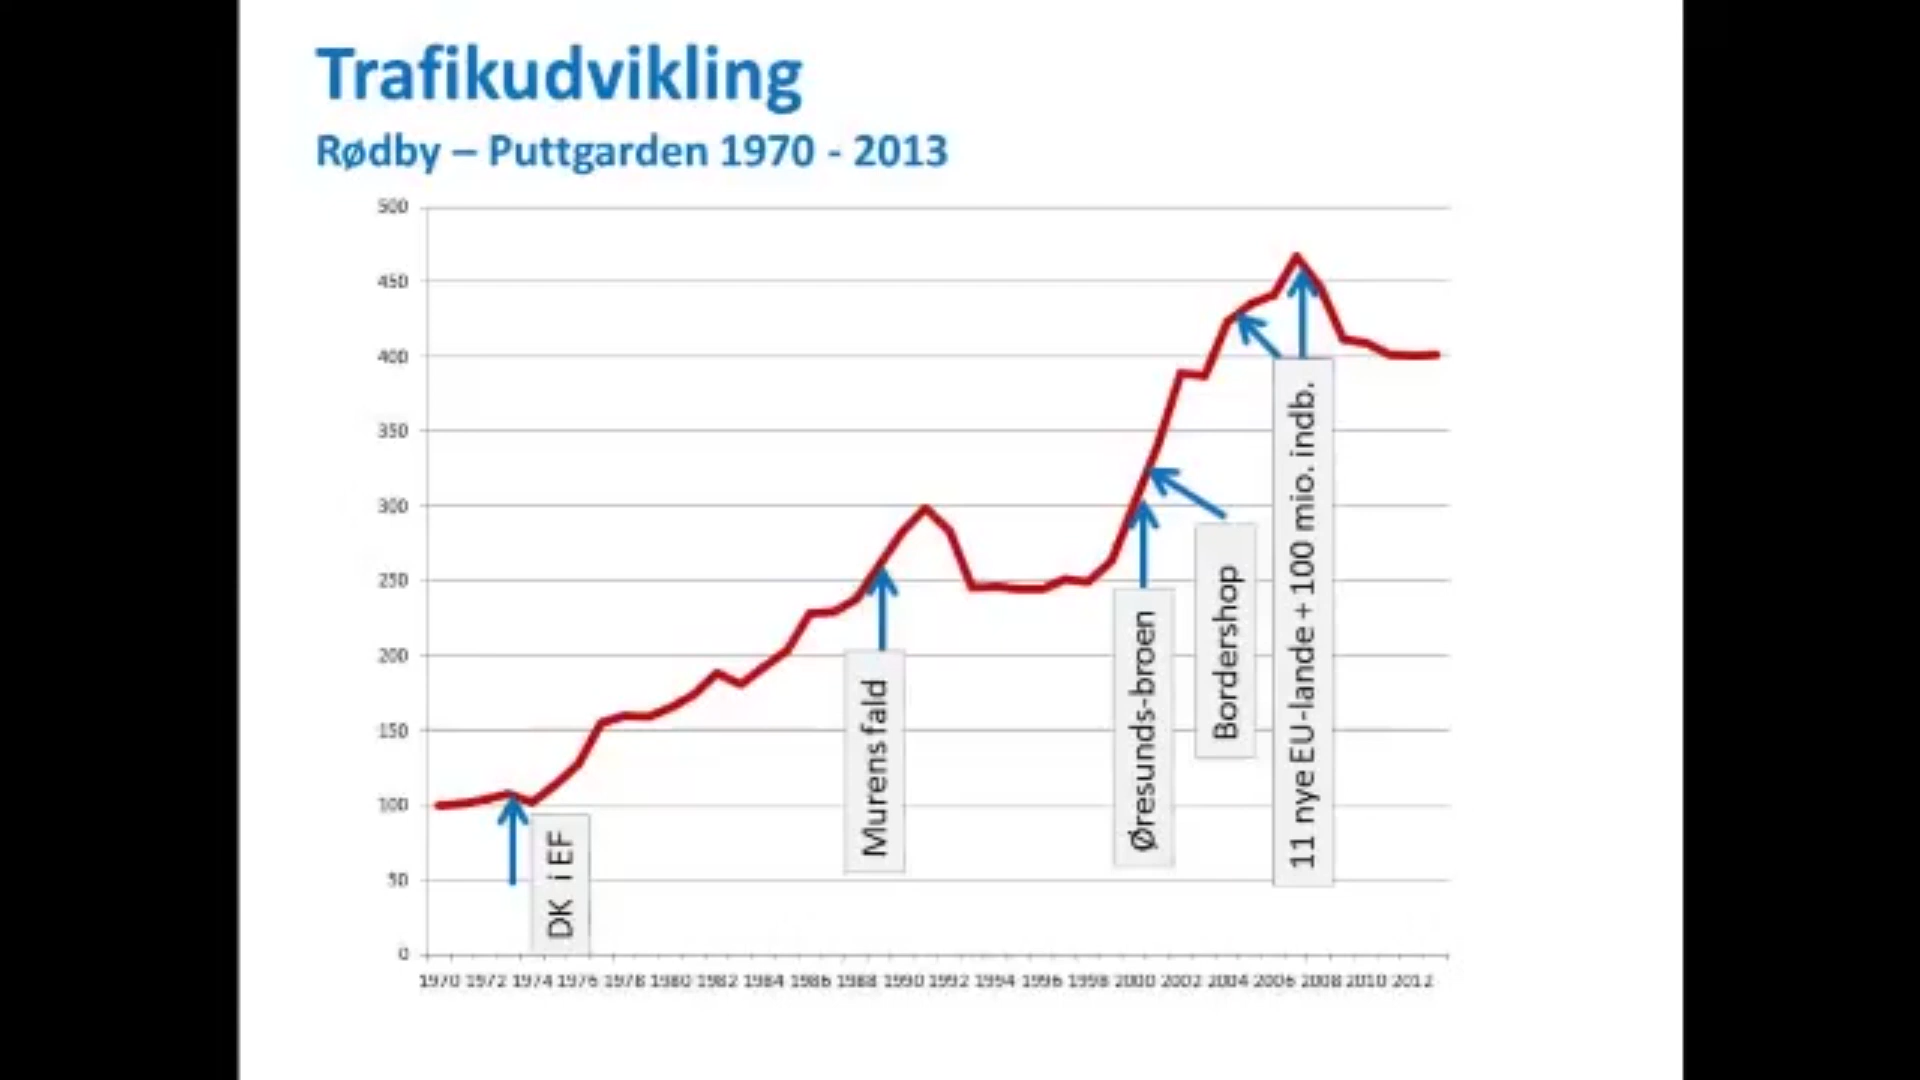 Trafikudvikling
Rødby – Puttgarden 1970 - 2013
500
450
400
350
300
250
200
150
100
50
0
DK i EF
Murens fald
Øresunds-broen
Bordershop
11 nye EU-lande + 100 mio. indb.
1970 1972 1974 1976 1978 1980 1982 1984 1986 1988 1990 1992 1994 1996 1998 2000 2002 2004 2006 2008 2010 2012